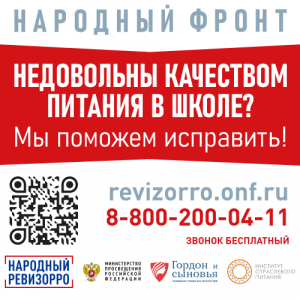 НАРОДНЫЙ ФРОНТ
НЕДОВОЛЬНЫ КАЧЕСТВОМ
ПИТАНИЯ В ШКОЛЕ?
Мы поможем исправить!
revizorro.onf.ru
8-800-200-04-11
ЗВОНОК БЕСПЛАТНЫЙ
НАРОДНЫЙ
РЕВИЗОРРО
МИНИСТЕРСТВО
ПРОСВЕЩЕНИЯ
РОССИЙСКОЙ
ФЕДЕРАЦИИ
Гордон и
сыновья
ИНСТИТУТ
ОТРАСЛЕВОГО
ПИТАНИЯ